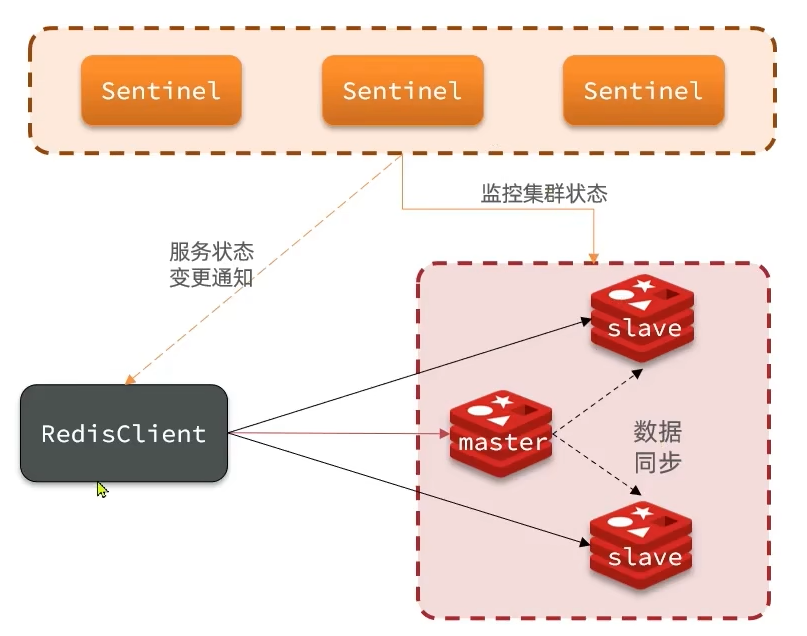 Sentinel
Sentinel
Sentinel
监控集群状态
服务状态
变更通知
slave
RedisClient
master
数据
同步
slave